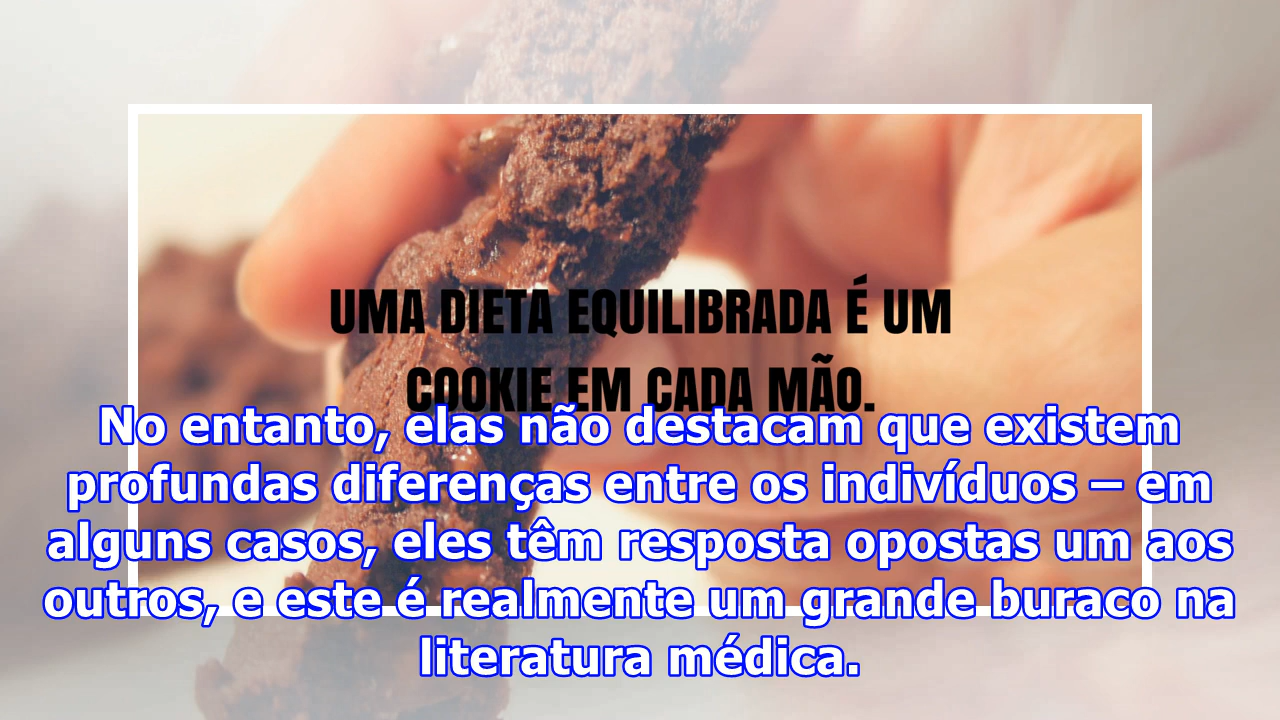 UMA DIETA EQUILIBRADA É UM
COOKIE EM CADA MÃO.
No entanto, elas não destacam que existem
profundas diferenças entre os indivíduos – em
alguns casos, eles têm resposta opostas um aos
outros, e este é realmente um grande buraco na
literatura médica.